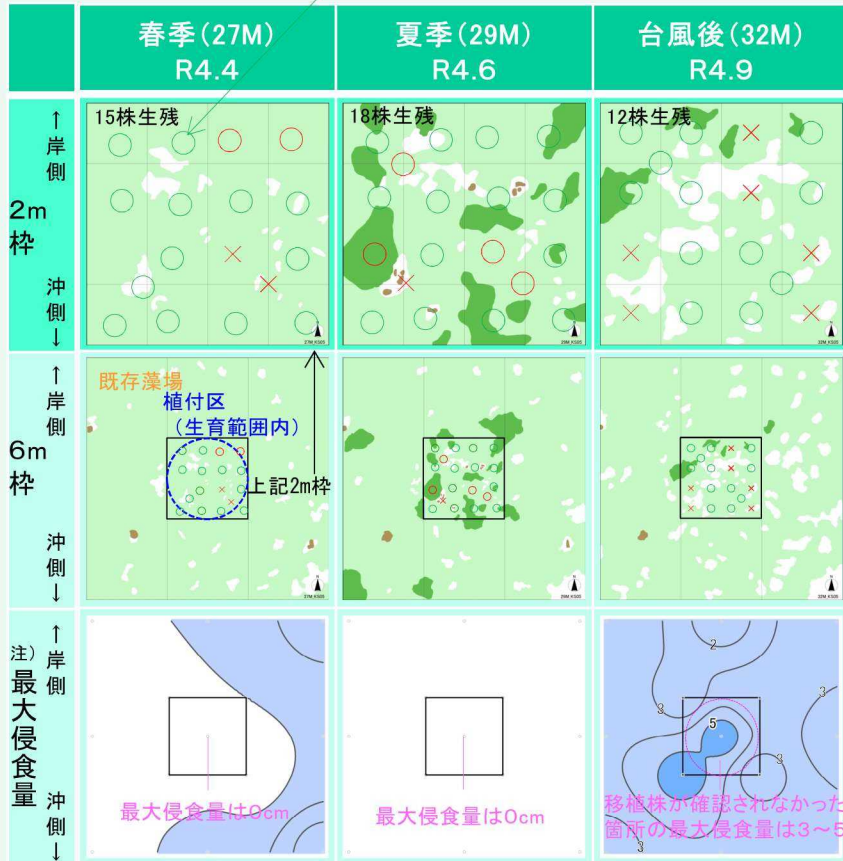 春季(27M)
R4.4
夏季(29M)
R4.6
台風後(32M)
R4.9
↑岸側
2m枠
沖側↓
15株生残
18株生残
12株生残
↑岸側
6m枠
沖側↓
既存藻場
植付区
(生育範囲内)
上記2m枠
↑岸側
注)
最大侵食量
沖側↓
最大侵食量は0cm
最大侵食量は0cm
2
3
3
5
3
3
移植株が確認されなかった
箇所の最大侵食量は3~5